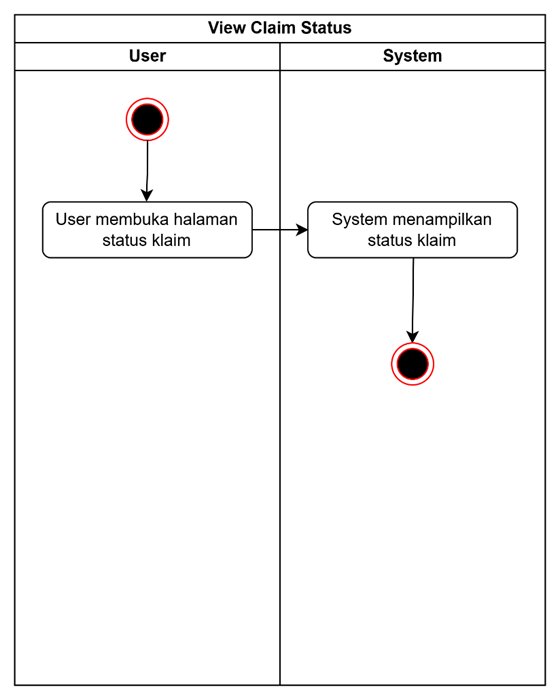 View Claim Status
User
System
User membuka halaman
status klaim
System menampilkan
status klaim